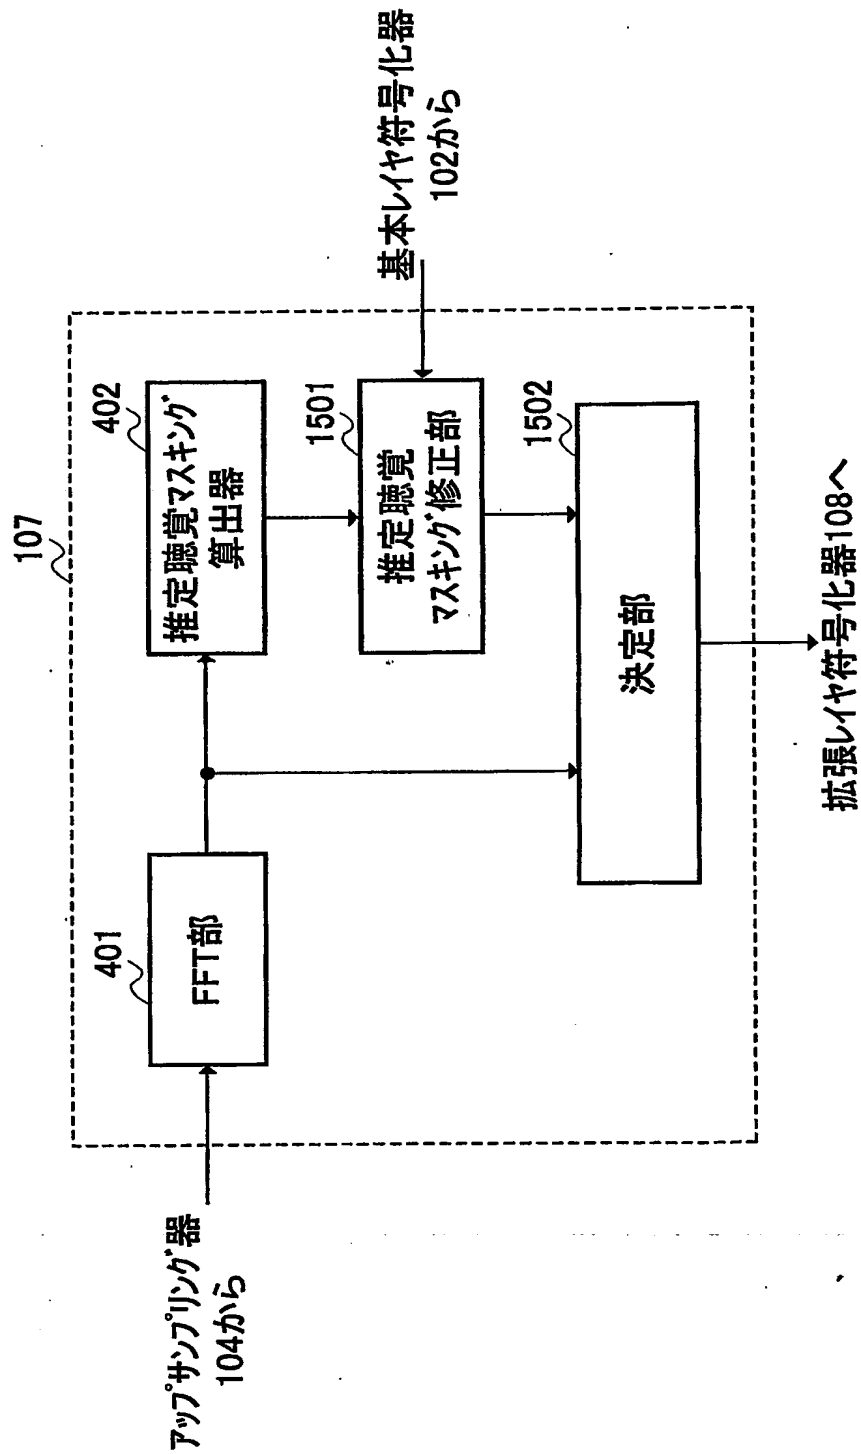 107
アップサンプリング器
104から
401
FFT部
402
推定聴覚マスキング
算出器
1501
推定聴覚
マスキング修正部
基本レイヤ符号化器
102から
1502
決定部
拡張レイヤ符号化器108へ